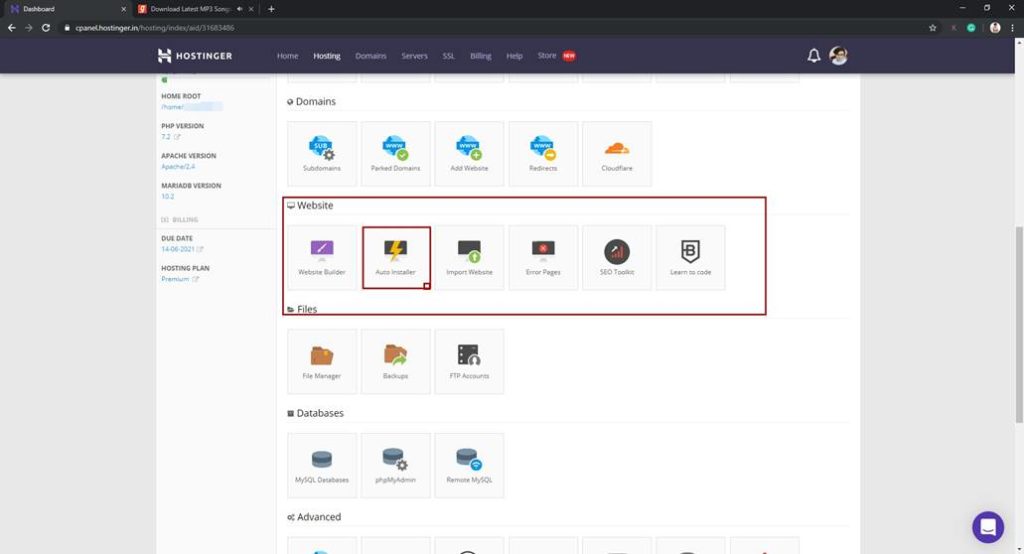 Dashboard
Download Latest MP3 Song
cpanel.hostinger.in/hosting/index/aid/31683486
HOSTINGER
Home
Hosting
Domains
Servers
SSL
Billing
Help
Store
NEW
HOME ROOT
/home/
PHP VERSION
7.2
APACHE VERSION
Apache/2.4
MARIADB VERSION
10.2
[$] BILLING
DUE DATE
14-06-2021
HOSTING PLAN
Premium
Domains
SUB
WWW
WWW
WWW
Subdomains
Parked Domains
Add Website
Redirects
Cloudflare
Website
Website Builder
Auto Installer
Import Website
Error Pages
SEO Toolkit
Learn to code
Files
File Manager
Backups
FTP Accounts
Databases
MySQL Databases
phpMyAdmin
Remote MySQL
Advanced